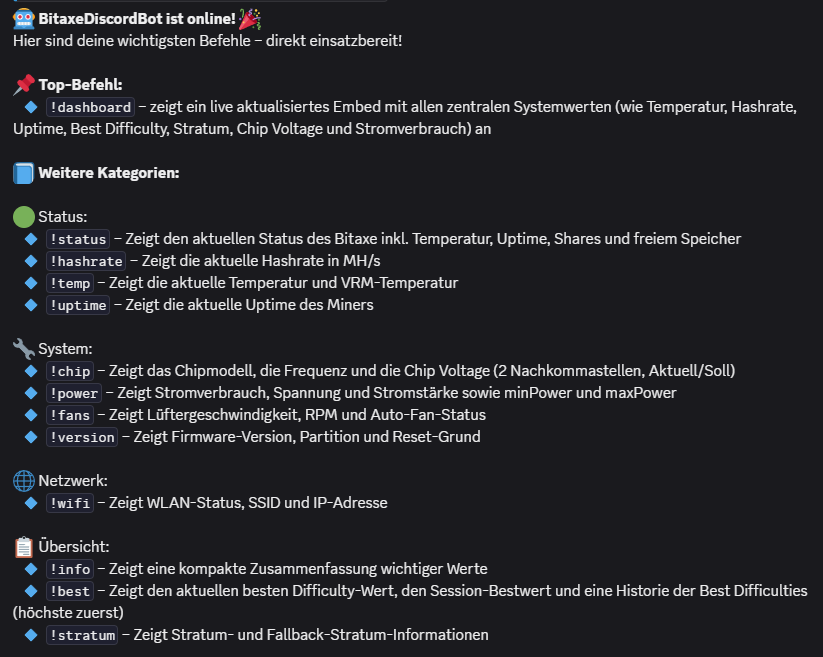 🤖 BitaxeDiscordBot ist online! 🎉
Hier sind deine wichtigsten Befehle – direkt einsatzbereit!
📌 Top-Befehl:
🔹 !dashboard – zeigt ein live aktualisiertes Embed mit allen zentralen Systemwerten (wie Temperatur, Hashrate,
Uptime, Best Difficulty, Stratum, Chip Voltage und Stromverbrauch) an
📘 Weitere Kategorien:
🟢 Status:
🔹 !status – Zeigt den aktuellen Status des Bitaxe inkl. Temperatur, Uptime, Shares und freiem Speicher
🔹 !hashrate – Zeigt die aktuelle Hashrate in MH/s
🔹 !temp – Zeigt die aktuelle Temperatur und VRM-Temperatur
🔹 !uptime – Zeigt die aktuelle Uptime des Miners
🔧 System:
🔹 !chip – Zeigt das Chipmodell, die Frequenz und die Chip Voltage (2 Nachkommastellen, Aktuell/Soll)
🔹 !power – Zeigt Stromverbrauch, Spannung und Stromstärke sowie minPower und maxPower
🔹 !fans – Zeigt Lüftergeschwindigkeit, RPM und Auto-Fan-Status
🔹 !version – Zeigt Firmware-Version, Partition und Reset-Grund
🌐 Netzwerk:
🔹 !wifi – Zeigt WLAN-Status, SSID und IP-Adresse
📋 Übersicht:
🔹 !info – Zeigt eine kompakte Zusammenfassung wichtiger Werte
🔹 !best – Zeigt den aktuellen besten Difficulty-Wert, den Session-Bestwert und eine Historie der Best Difficulties
(höchste zuerst)
🔹 !stratum – Zeigt Stratum- und Fallback-Stratum-Informationen